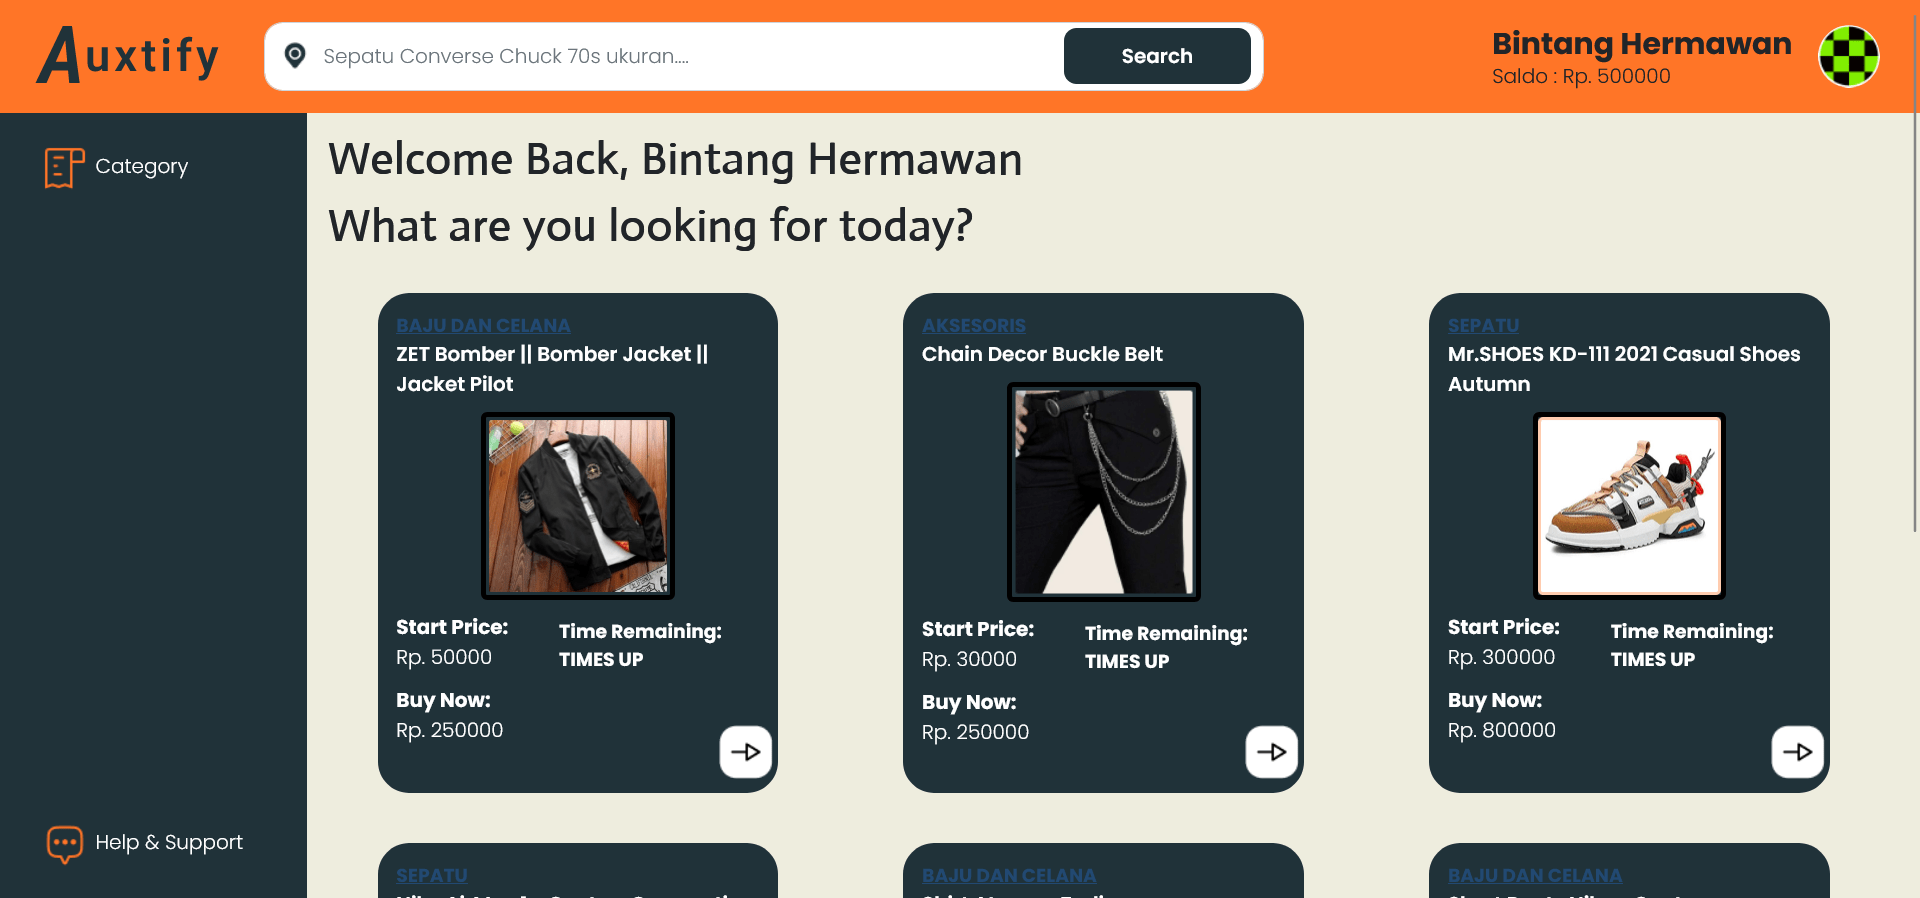 Auxtify
Sepatu Converse Chuck 70s ukuran....
Search
Bintang Hermawan
Saldo : Rp. 500000
Category
Help & Support
Welcome Back, Bintang Hermawan
What are you looking for today?
BAJU DAN CELANA
ZET Bomber || Bomber Jacket ||
Jacket Pilot
Start Price:
Rp. 50000
Time Remaining:
TIMES UP
Buy Now:
Rp. 250000
AKSESORIS
Chain Decor Buckle Belt
Start Price:
Rp. 30000
Time Remaining:
TIMES UP
Buy Now:
Rp. 250000
SEPATU
Mr.SHOES KD-111 2021 Casual Shoes
Autumn
Start Price:
Rp. 300000
Time Remaining:
TIMES UP
Buy Now:
Rp. 800000
SEPATU
BAJU DAN CELANA
BAJU DAN CELANA